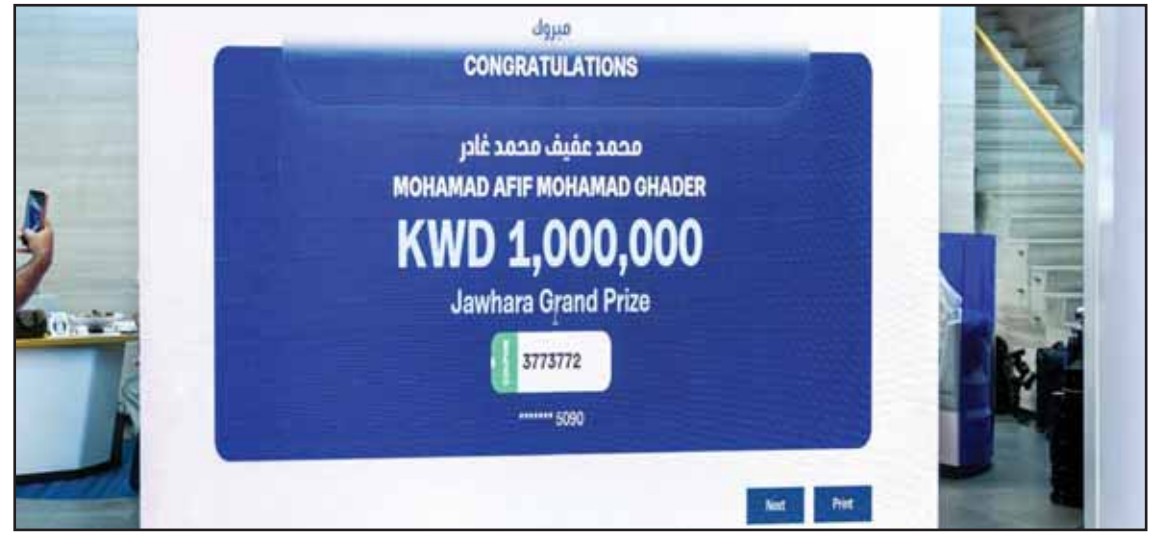 مبروك
CONGRATULATIONS
محمد عفيف محمد غادر
MOHAMAD AFIF MOHAMAD GHADER
KWD 1,000,000
Jawhara Grand Prize
3773772
******* 5090
Next Print